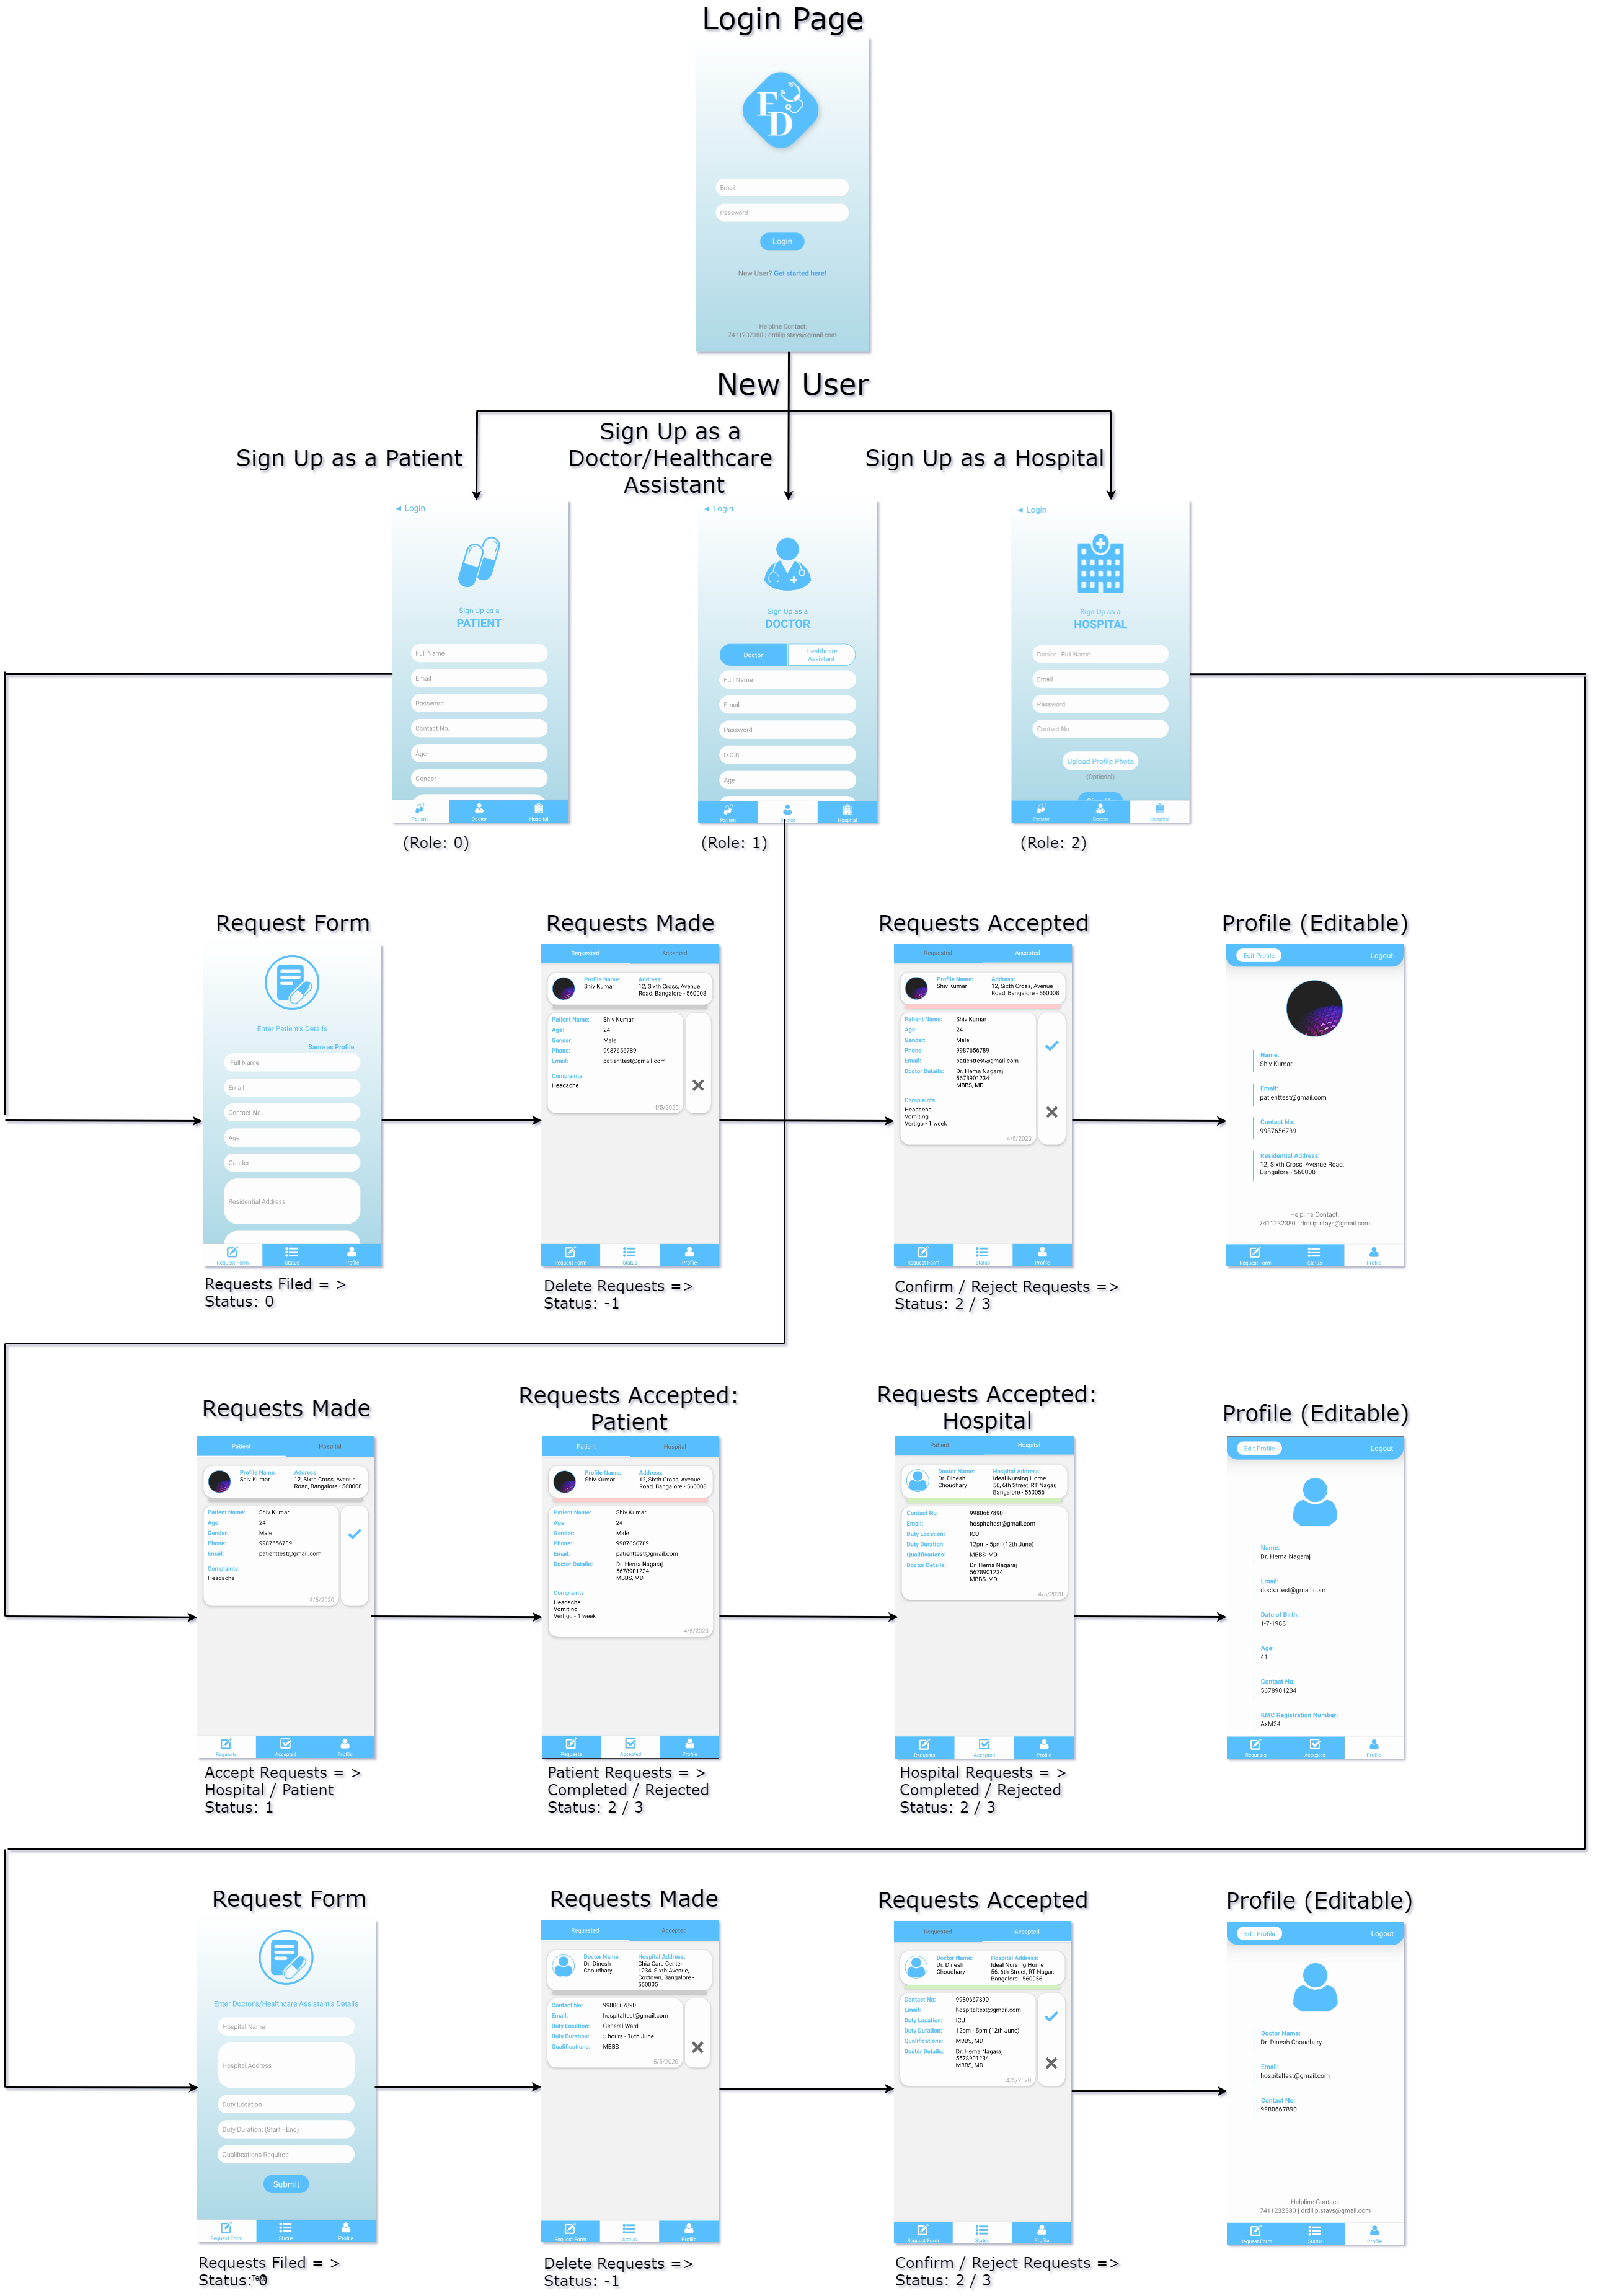 Login Page
E
D
Email
Password
Login
New User? Get started here!
Helpline Contact:
7411232380 | drdilip.stays@gmail.com
New User
Sign Up as a Patient
Sign Up as a
Doctor/Healthcare
Assistant
Sign Up as a Hospital
◄ Login
Sign Up as a
PATIENT
Full Name
Email
Password
Contact No.
Age
Gender
Patient
Doctor
Hospital
(Role: 0)
◄ Login
Sign Up as a
DOCTOR
Doctor
Healthcare
Assistant
Full Name
Email
Password
D.O.B.
Age
Patient
Doctor
Hospital
(Role: 1)
◄ Login
Sign Up as a
HOSPITAL
Doctor - Full Name
Email
Password
Contact No.
Upload Profile Photo
(Optional)
Sign Up
Patient
Doctor
Hospital
(Role: 2)
Request Form
Enter Patient's Details
Same as Profile
Full Name
Email
Contact No.
Age
Gender
Residential Address
Request Form
Status
Profile
Requests Filed = >
Status: 0
Requests Made
Requested
Accepted
Profile Name:
Shiv Kumar
Address:
12, Sixth Cross, Avenue
Road, Bangalore - 560008
Patient Name: Shiv Kumar
Age: 24
Gender: Male
Phone: 9987656789
Email: patienttest@gmail.com
Complaints
Headache
4/5/2020
Request Form
Status
Profile
Delete Requests =>
Status: -1
Requests Accepted
Requested
Accepted
Profile Name:
Shiv Kumar
Address:
12, Sixth Cross, Avenue
Road, Bangalore - 560008
Patient Name: Shiv Kumar
Age: 24
Gender: Male
Phone: 9987656789
Email: patienttest@gmail.com
Doctor Details: Dr. Hema Nagaraj
5678901234
MBBS, MD
Complaints
Headache
Vomiting
Vertigo - 1 week
4/5/2020
Request Form
Status
Profile
Confirm / Reject Requests =>
Status: 2 / 3
Profile (Editable)
Edit Profile
Logout
Name:
Shiv Kumar
Email:
patienttest@gmail.com
Contact No:
9987656789
Residential Address:
12, Sixth Cross, Avenue Road,
Bangalore - 560008
Helpline Contact:
7411232380 | drdilip.stays@gmail.com
Request Form
Status
Profile
Requests Made
Patient
Hospital
Profile Name:
Shiv Kumar
Address:
12, Sixth Cross, Avenue
Road, Bangalore - 560008
Patient Name: Shiv Kumar
Age: 24
Gender: Male
Phone: 9987656789
Email: patienttest@gmail.com
Complaints
Headache
4/5/2020
Requests
Accepted
Profile
Accept Requests = >
Hospital / Patient
Status: 1
Requests Accepted:
Patient
Patient
Hospital
Profile Name:
Shiv Kumar
Address:
12, Sixth Cross, Avenue
Road, Bangalore - 560008
Patient Name: Shiv Kumar
Age: 24
Gender: Male
Phone: 9987656789
Email: patienttest@gmail.com
Doctor Details: Dr. Hema Nagaraj
5678901234
MBBS, MD
Complaints
Headache
Vomiting
Vertigo - 1 week
4/5/2020
Requests
Accepted
Profile
Patient Requests = >
Completed / Rejected
Status: 2 / 3
Requests Accepted:
Hospital
Patient
Hospital
Doctor Name:
Dr. Dinesh
Choudhary
Hospital Address:
Ideal Nursing Home
56, 6th Street, RT Nagar,
Bangalore - 560056
Contact No: 9980667890
Email: hospitaltest@gmail.com
Duty Location: ICU
Duty Duration: 12pm - 5pm (12th June)
Qualifications: MBBS, MD
Doctor Details: Dr. Hema Nagaraj
5678901234
MBBS, MD
4/5/2020
Requests
Accepted
Profile
Hospital Requests = >
Completed / Rejected
Status: 2 / 3
Profile (Editable)
Edit Profile
Logout
Name:
Dr. Hema Nagaraj
Email:
doctortest@gmail.com
Date of Birth:
1-7-1988
Age:
41
Contact No:
5678901234
KMC Registration Number:
AxM24
Requests
Accepted
Profile
Request Form
Enter Doctor's/Healthcare Assistant's Details
Hospital Name
Hospital Address
Duty Location
Duty Duration: (Start - End)
Qualifications Required
Submit
Request Form
Status
Profile
Requests Filed = >
Status: 0
Text
Requests Made
Requested
Accepted
Doctor Name:
Dr. Dinesh
Choudhary
Hospital Address:
Chia Care Center
1234, Sixth Avenue,
Coxtown, Bangalore -
560005
Contact No: 9980667890
Email: hospitaltest@gmail.com
Duty Location: General Ward
Duty Duration: 5 hours - 16th June
Qualifications: MBBS
5/5/2020
Request Form
Status
Profile
Delete Requests =>
Status: -1
Requests Accepted
Requested
Accepted
Doctor Name:
Dr. Dinesh
Choudhary
Hospital Address:
Ideal Nursing Home
56, 6th Street, RT Nagar,
Bangalore - 560056
Contact No: 9980667890
Email: hospitaltest@gmail.com
Duty Location: ICU
Duty Duration: 12pm - 5pm (12th June)
Qualifications: MBBS, MD
Doctor Details: Dr. Hema Nagaraj
5678901234
MBBS, MD
4/5/2020
Request Form
Status
Profile
Confirm / Reject Requests =>
Status: 2 / 3
Profile (Editable)
Edit Profile
Logout
Doctor Name:
Dr. Dinesh Choudhary
Email:
hospitaltest@gmail.com
Contact No:
9980667890
Helpline Contact:
7411232380 | drdilip.stays@gmail.com
Request Form
Status
Profile